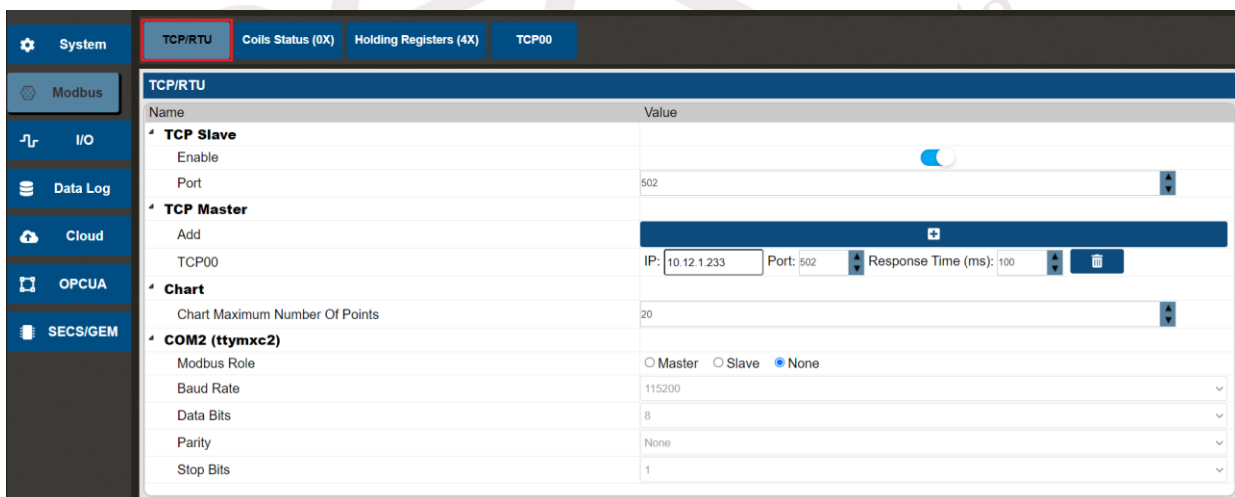 System
Modbus
I/O
Data Log
Cloud
OPCUA
SECS/GEM
TCP/RTU Coils Status (0X) Holding Registers (4X) TCP00
TCP/RTU
Name Value
TCP Slave
Enable
Port 502
TCP Master
Add
TCP00 IP: 10.12.1.233 Port: 502 Response Time (ms): 100
Chart
Chart Maximum Number Of Points 20
COM2 (ttymxc2)
Modbus Role Master Slave None
Baud Rate 115200
Data Bits 8
Parity None
Stop Bits 1